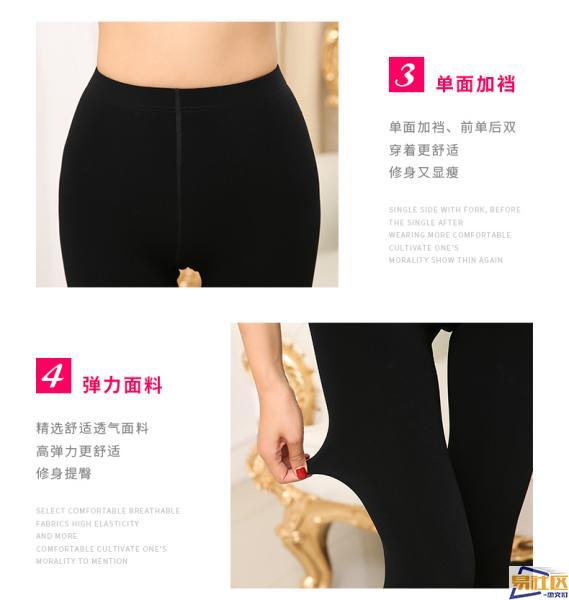 3 单面加裆
单面加裆、前单后双
穿着更舒适
修身又显瘦
SINGLE SIDE WITH FORK, BEFORE
THE SINGLE AFTER
WEARING MORE COMFORTABLE
CULTIVATE ONE'S
MORALITY SHOW THIN AGAIN
4 弹力面料
精选舒适透气面料
高弹力更舒适
修身提臀
SELECT COMFORTABLE BREATHABLE
FABRICS HIGH ELASTICITY
AND MORE
COMFORTABLE CULTIVATE ONE'S
MORALITY TO MENTION
易社区